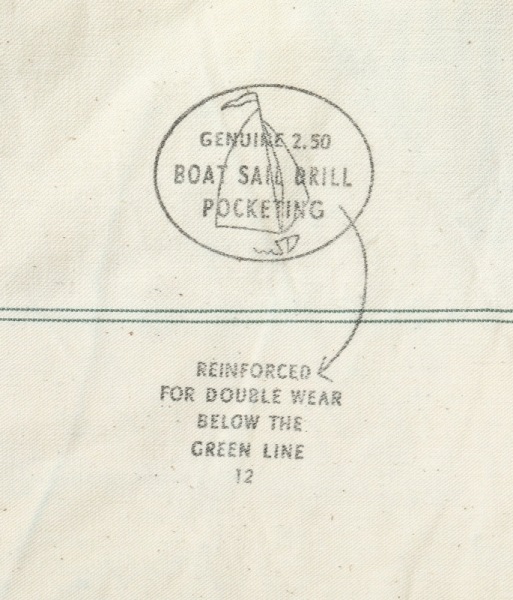 GENUINE 2.50
BOAT SAIL DRILL
POCKETING
REINFORCED
FOR DOUBLE WEAR
BELOW THE
GREEN LINE
12